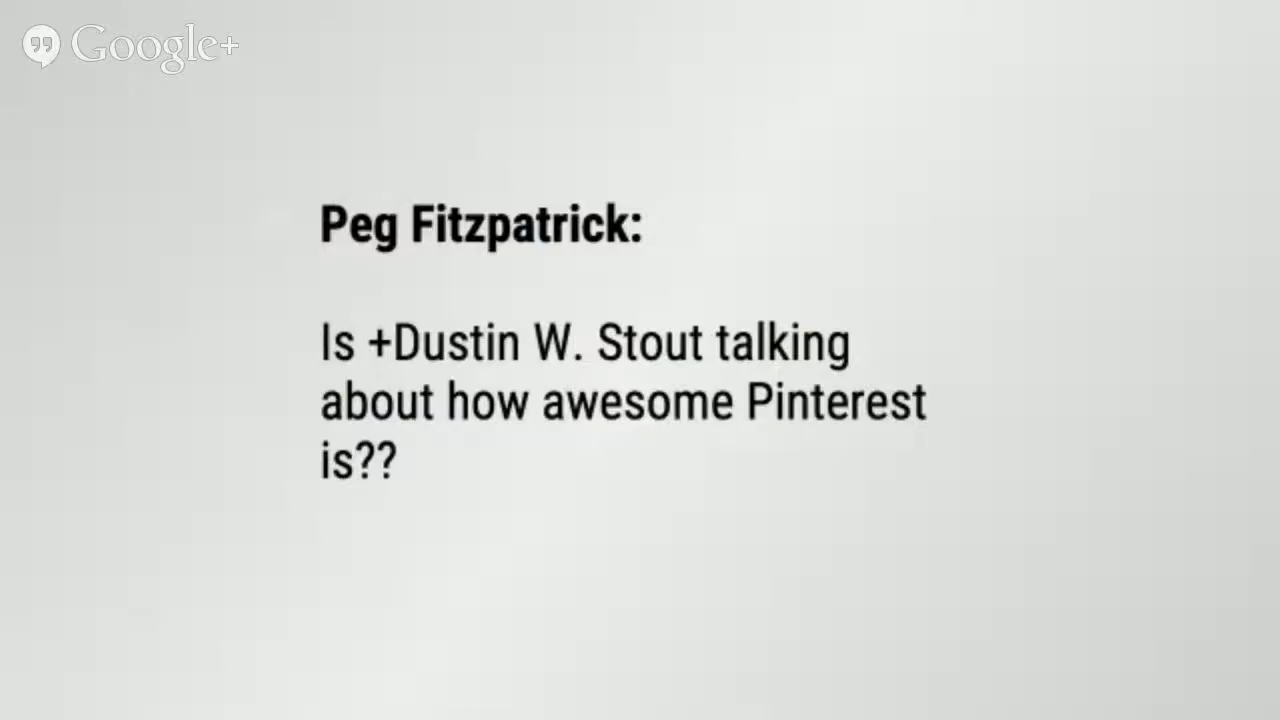 Google+
Peg Fitzpatrick:
Is +Dustin W. Stout talking
about how awesome Pinterest
is??